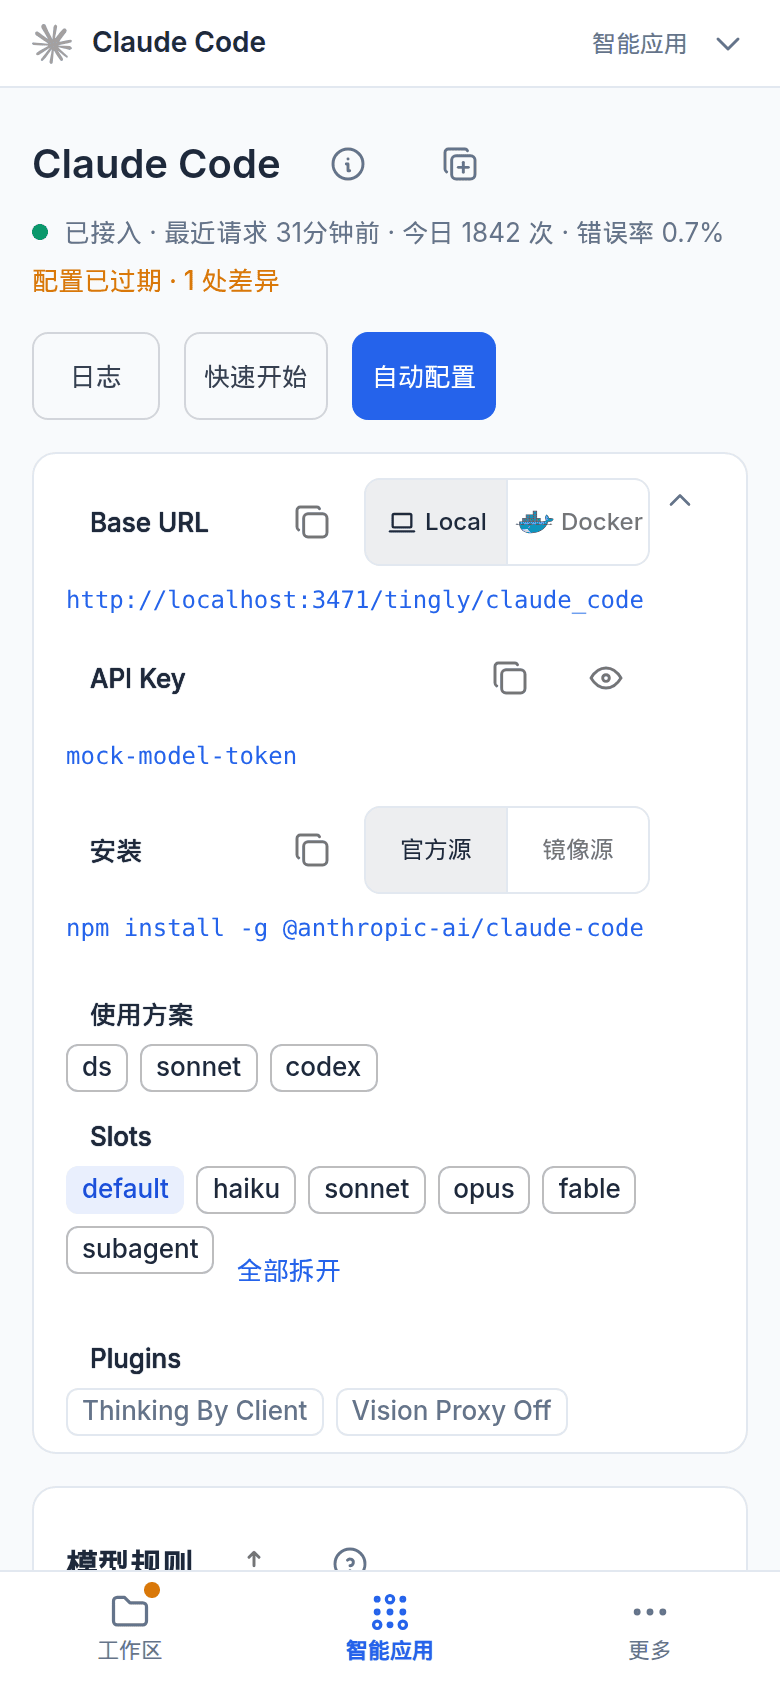 Claude Code 智能应用
Claude Code
已接入 · 最近请求 31分钟前 · 今日 1842 次 · 错误率 0.7%
配置已过期 · 1 处差异
日志 快速开始 自动配置
Base URL Local Docker
http://localhost:3471/tingly/claude_code
API Key
mock-model-token
安装 官方源 镜像源
npm install -g @anthropic-ai/claude-code
使用方案
ds sonnet codex
Slots
default haiku sonnet opus fable
subagent 全部拆开
Plugins
Thinking By Client Vision Proxy Off
模型规则
工作区 智能应用 更多